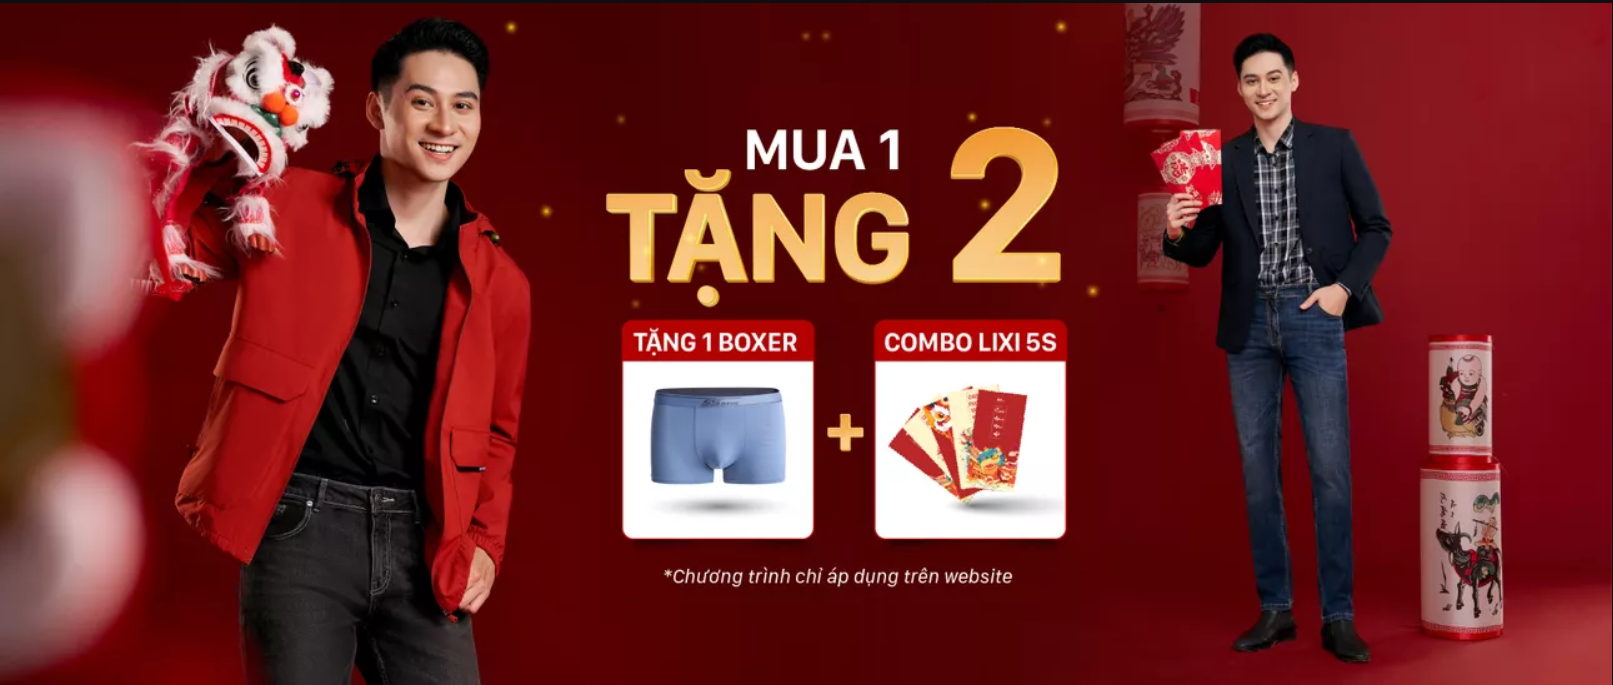 MUA 1
TẶNG 2
TẶNG 1 BOXER
COMBO LIXI 5S
*Chương trình chỉ áp dụng trên website